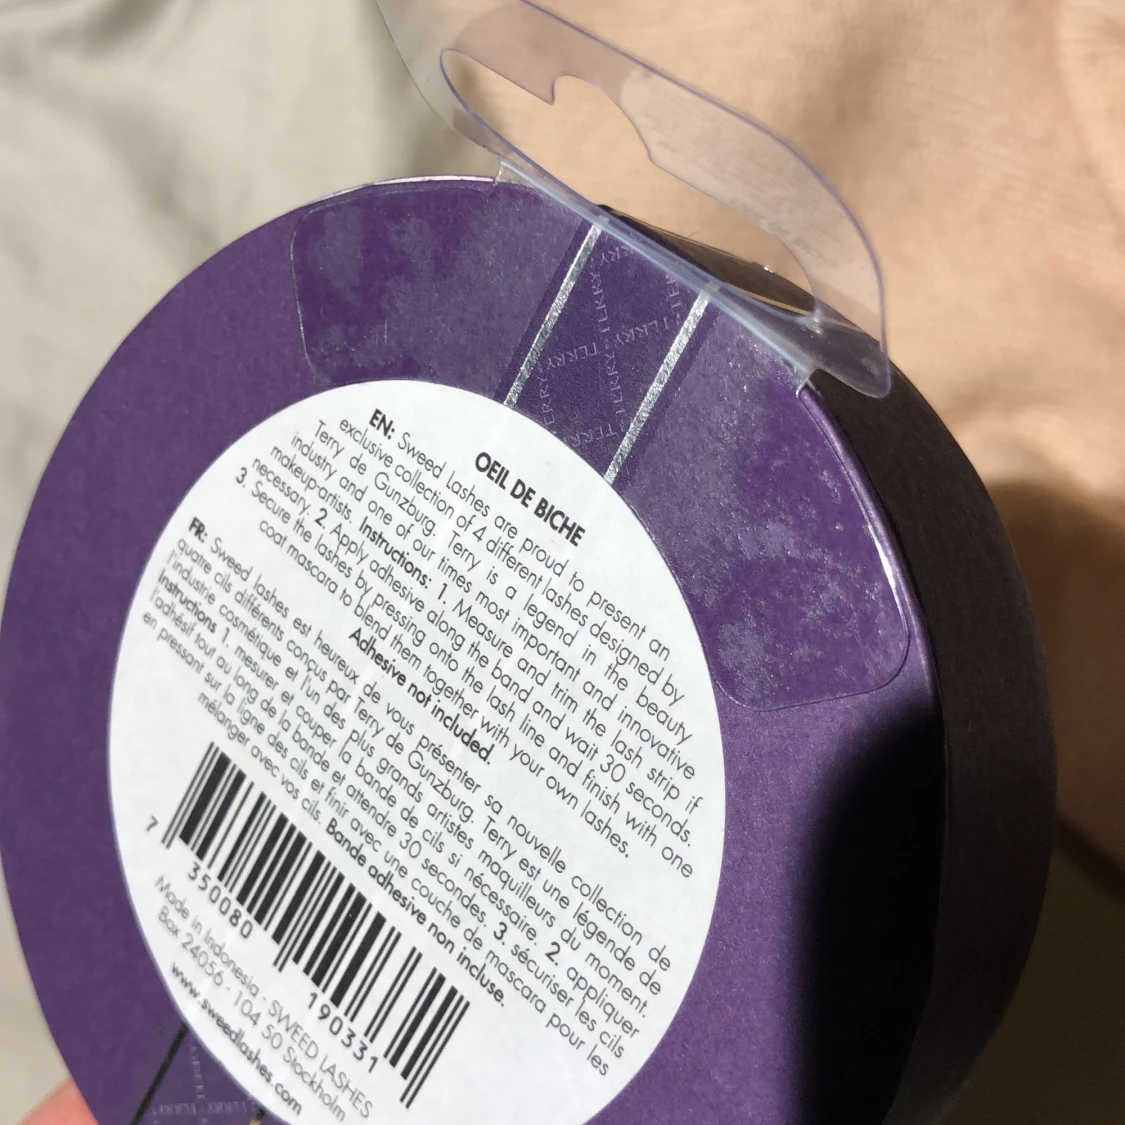 OEIL DE BICHE
EN: Sweed Lashes are proud to present an
exclusive collection of 4 different lashes designed by
Terry de Gunzburg. Terry is a legend in the beauty
industry and one of our times most important and innovative
makeup-artists. Instructions: 1. Measure and trim the lash strip if
necessary. 2. Apply adhesive along the band and wait 30 seconds.
3. Secure the lashes by pressing onto the lash line and finish with one
coat mascara to blend them together with your own lashes.
Adhesive not included.
FR: Sweed lashes est heureux de vous présenter sa nouvelle collection de
quatre cils différents conçus par Terry de Gunzburg. Terry est une légende de
l'industrie cosmétique et l'un des plus grands artistes maquilleurs du moment.
Instructions 1. mesurer et couper la bande de cils si nécessaire. 2. appliquer
l'adhésif tout au long de la bande et attendre 30 secondes. 3. sécuriser les cils
en pressant sur la ligne des cils et finir avec une couche de mascara pour les
mélanger avec vos cils. Bande adhesive non incluse.
7 350080 190331
Made in Indonesia - SWEED LASHES
Box 24056 - 104 50 Stockholm
www.sweedlashes.com
TERRY TERRY
TERRY
TERRY